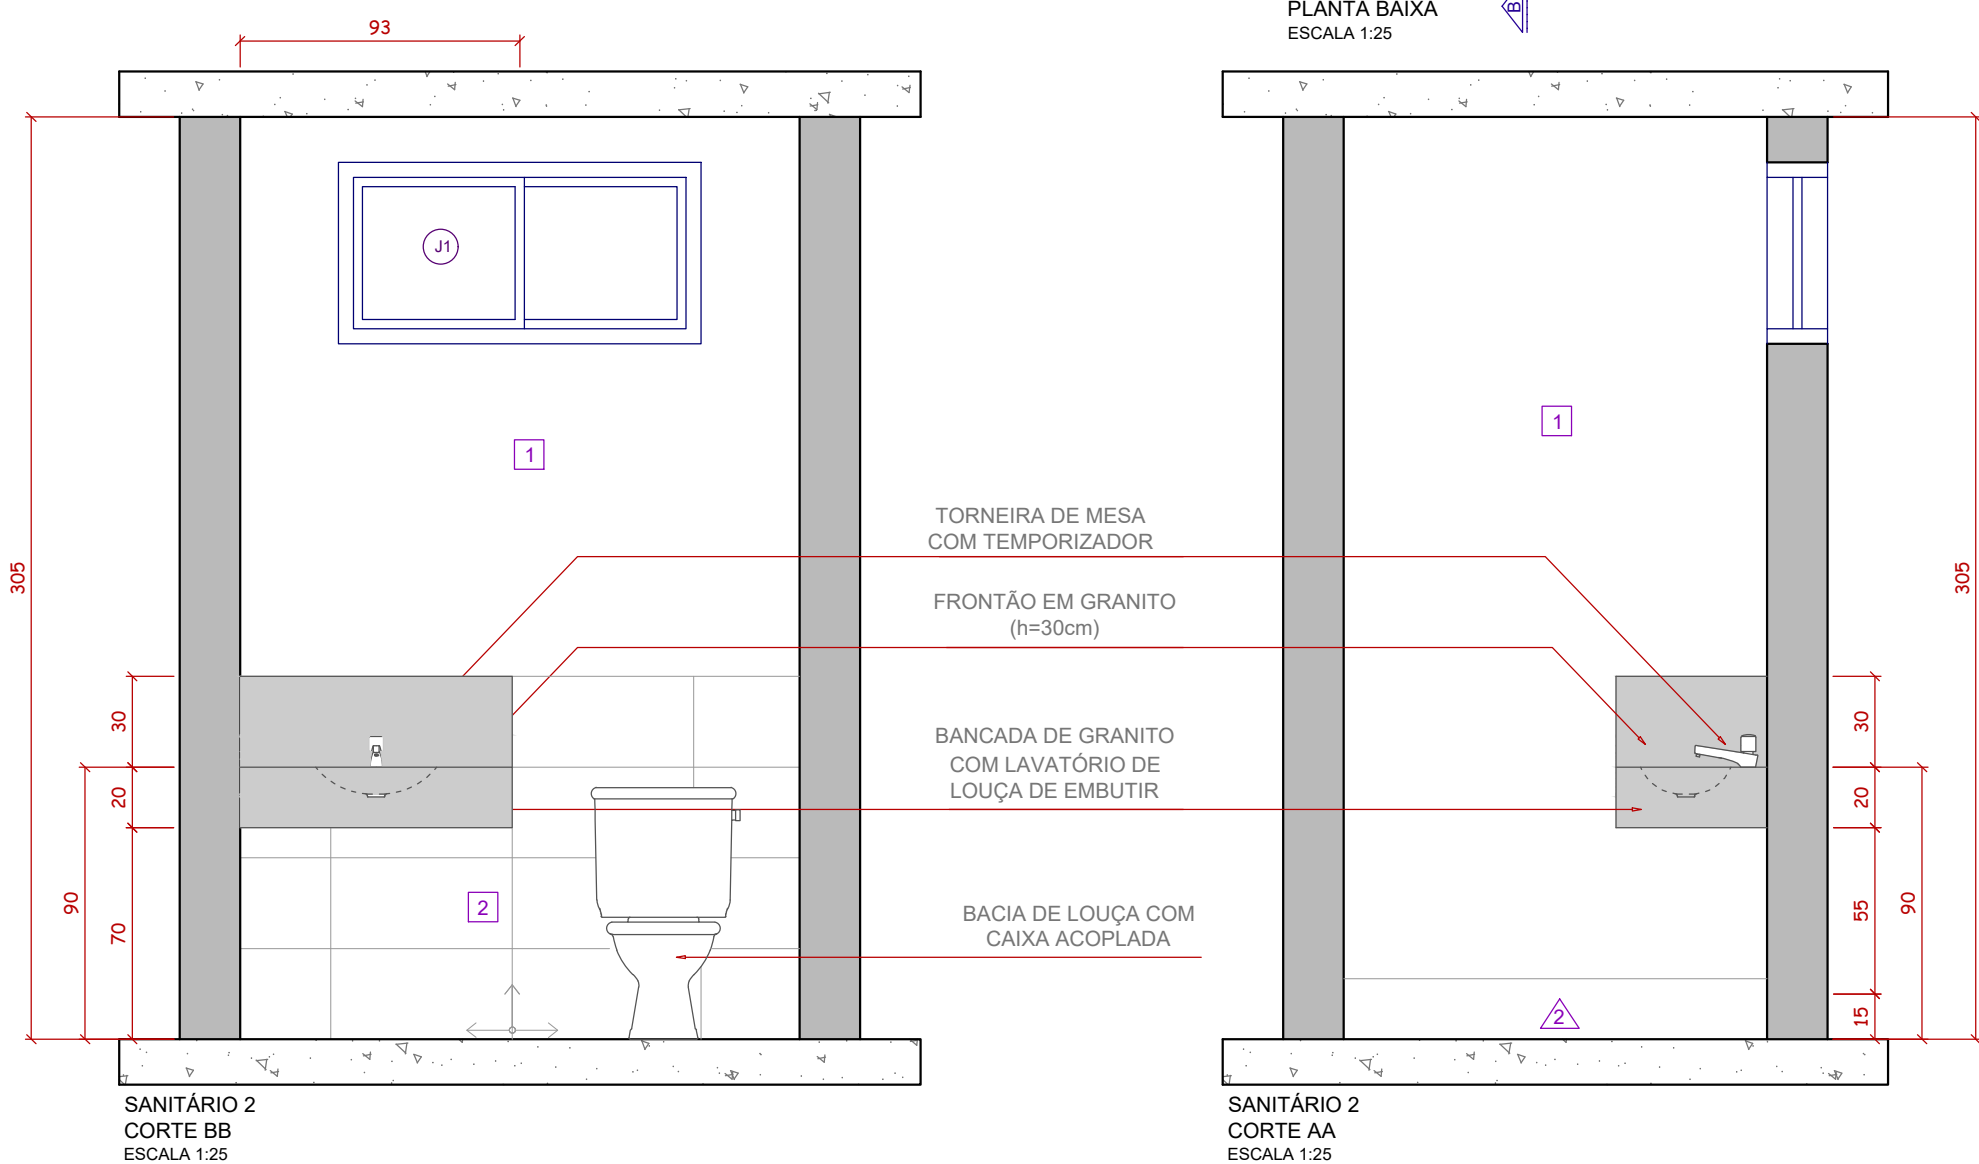 PLANTA BAIXA
ESCALA 1:25
B
93
305
30
20
90
70
J1
1
2
TORNEIRA DE MESA
COM TEMPORIZADOR
FRONTÃO EM GRANITO
(h=30cm)
BANCADA DE GRANITO
COM LAVATÓRIO DE
LOUÇA DE EMBUTIR
BACIA DE LOUÇA COM
CAIXA ACOPLADA
1
2
30
20
55
90
15
305
SANITÁRIO 2
CORTE BB
ESCALA 1:25
SANITÁRIO 2
CORTE AA
ESCALA 1:25